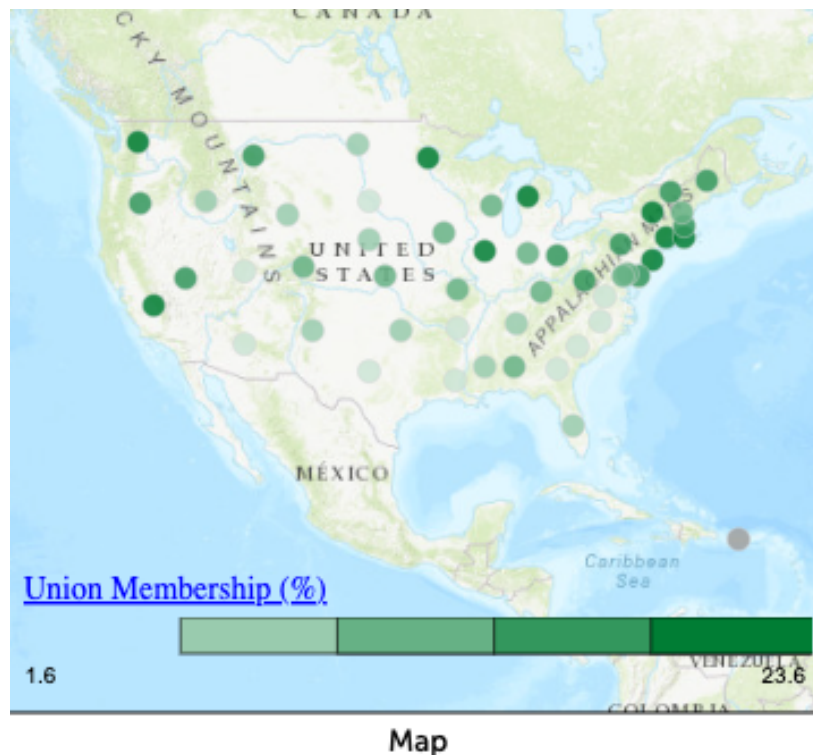 CANADA
CKY MOUNTAINS
UNITED
STATES
APPALACHIAN M
MÉXICO
Caribbean
Sea
Union Membership (%)
1.6
23.6
VENEZUELA
COLOMBIA
Map